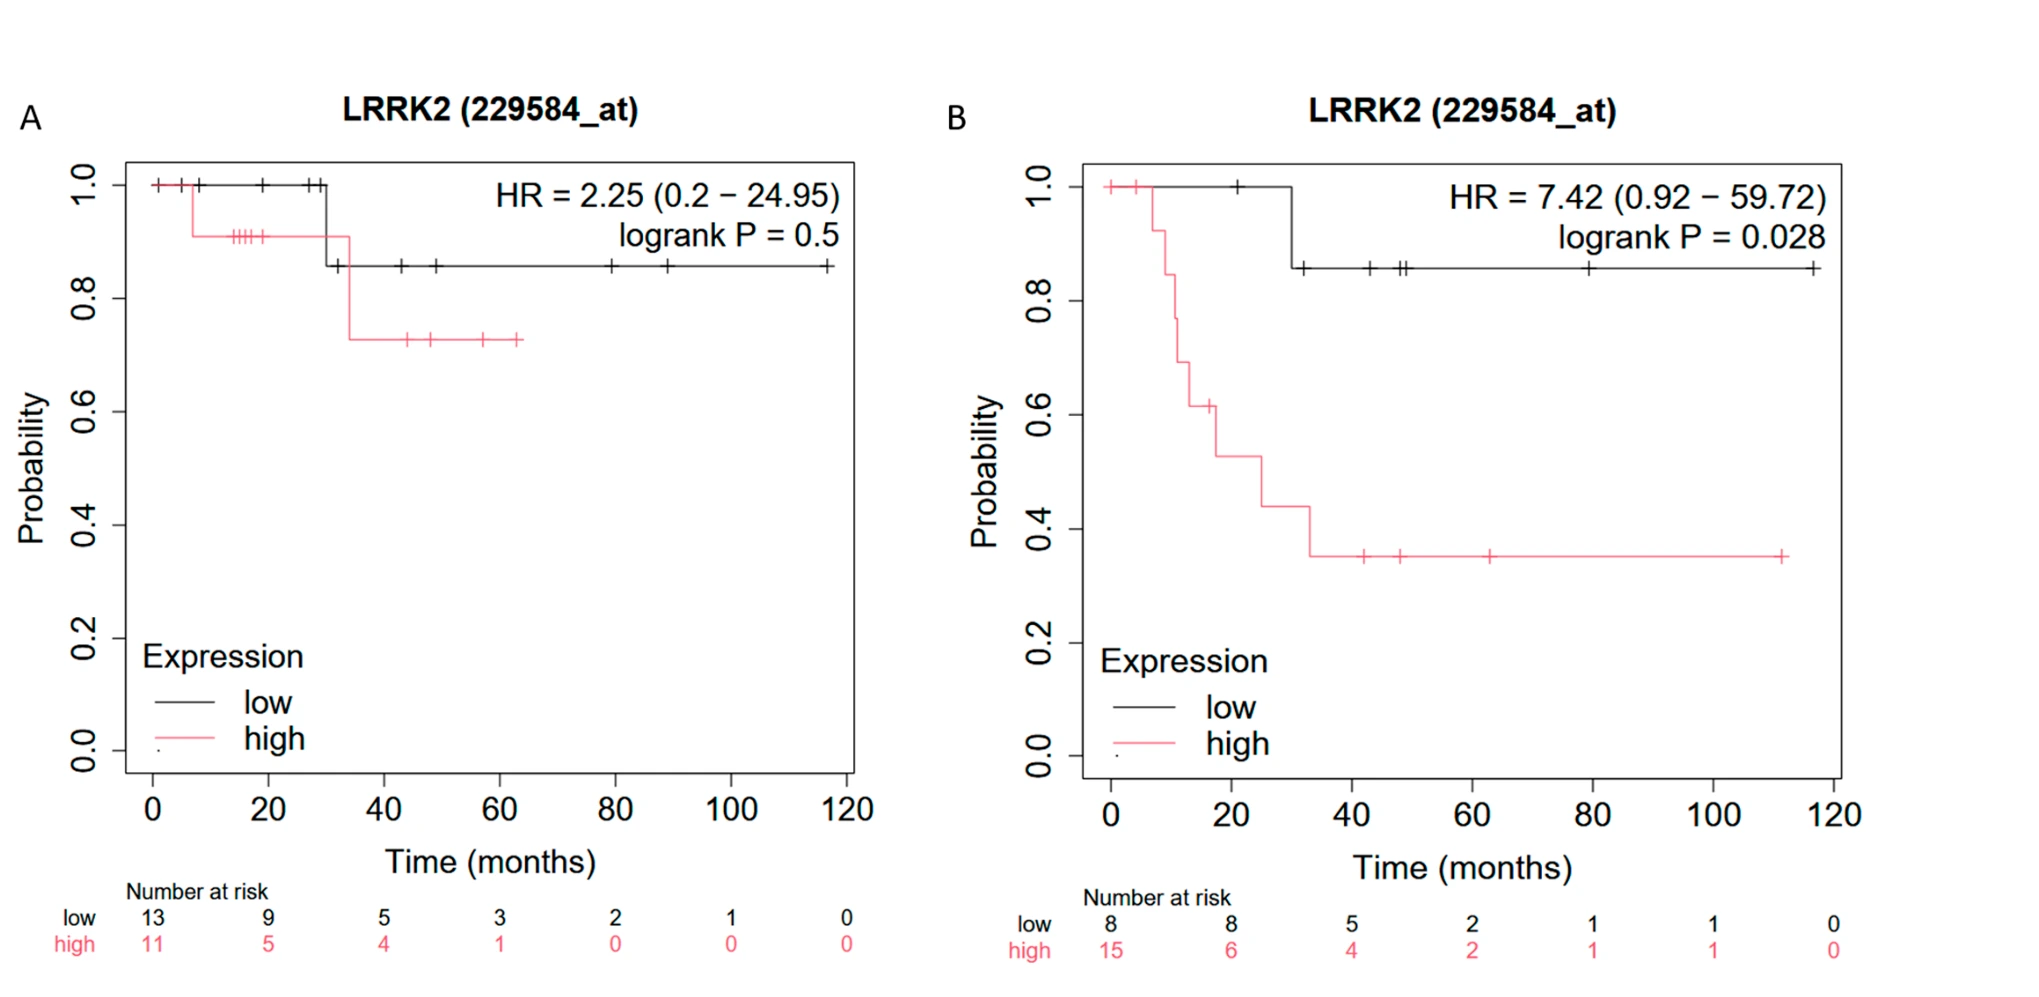 A
LRRK2 (229584_at)
HR = 2.25 (0.2 − 24.95)
logrank P = 0.5
Probability
1.0
0.8
0.6
0.4
0.2
0.0
Expression
low
high
0 20 40 60 80 100 120
Time (months)
Number at risk
low 13 9 5 3 2 1 0
high 11 5 4 1 0 0 0
B
LRRK2 (229584_at)
HR = 7.42 (0.92 − 59.72)
logrank P = 0.028
Probability
1.0
0.8
0.6
0.4
0.2
0.0
Expression
low
high
0 20 40 60 80 100 120
Time (months)
Number at risk
low 8 8 5 2 1 1 0
high 15 6 4 2 1 1 0